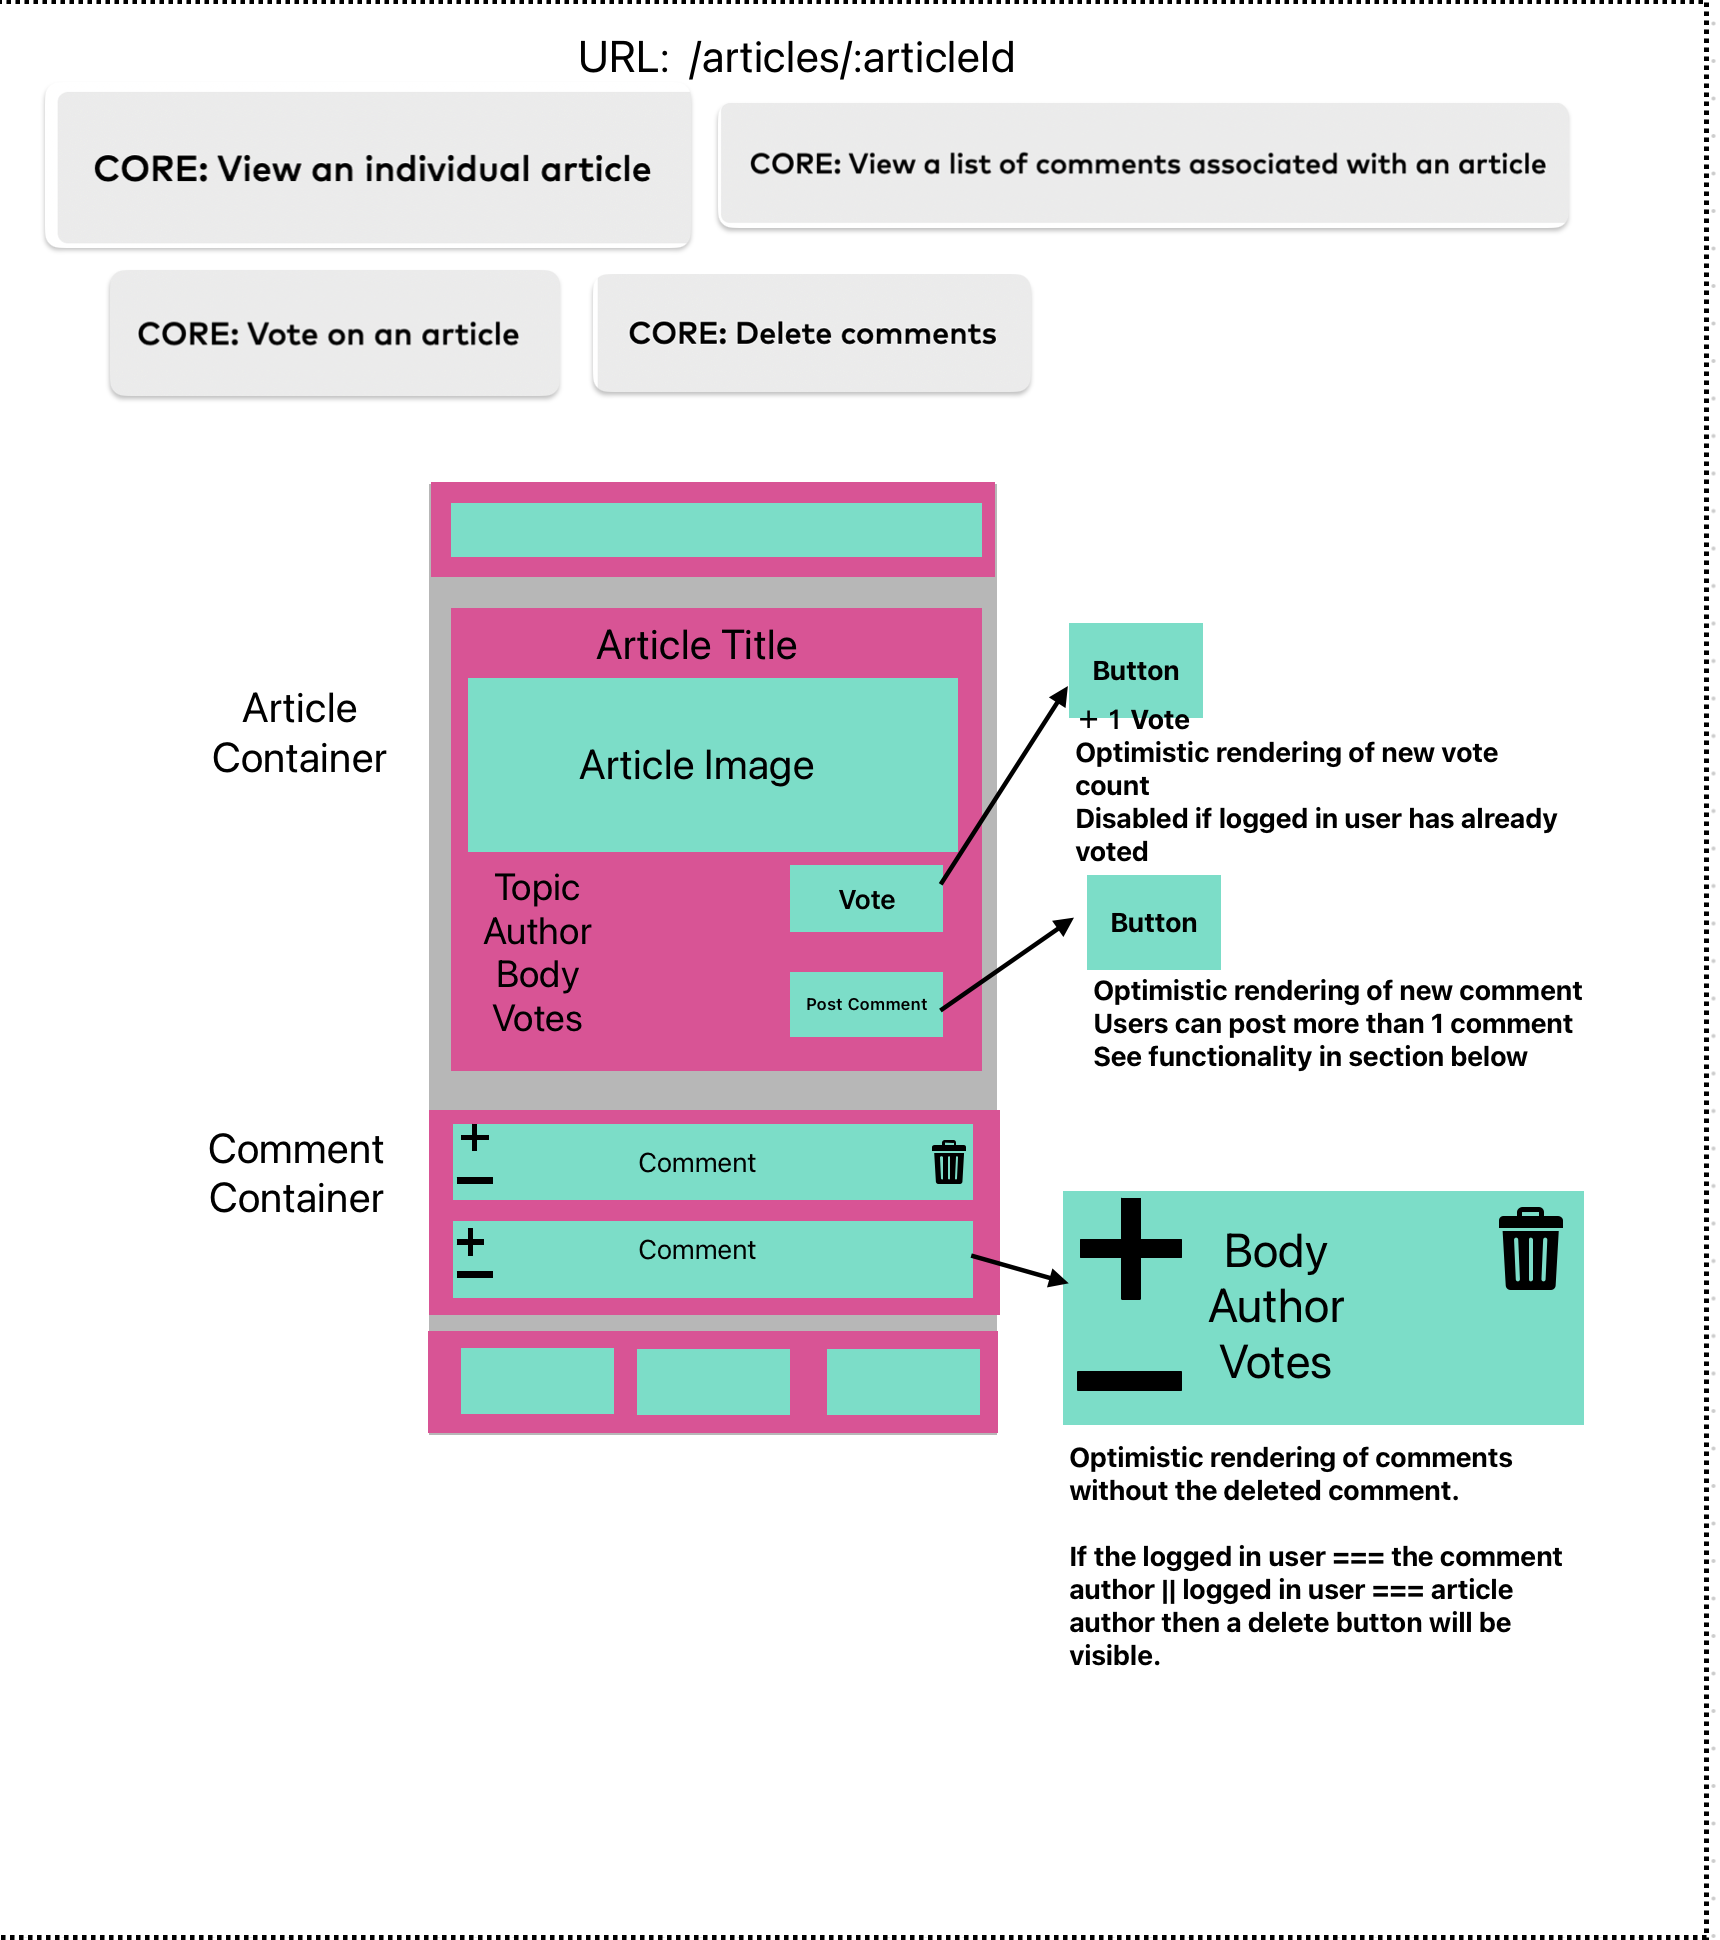 URL: /articles/:articleId
CORE: View an individual article
CORE: View a list of comments associated with an article
CORE: Vote on an article
CORE: Delete comments
Article Title
Article
Container
Article Image
Topic
Author
Body
Votes
Vote
Post Comment
Button
+ 1 Vote
Optimistic rendering of new vote
count
Disabled if logged in user has already
voted
Button
Optimistic rendering of new comment
Users can post more than 1 comment
See functionality in section below
Comment
Container
Comment
Comment
Body
Author
Votes
Optimistic rendering of comments
without the deleted comment.
If the logged in user === the comment
author || logged in user === article
author then a delete button will be
visible.